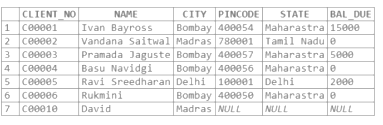 CLIENT_NO NAME CITY PINCODE STATE BAL_DUE
1 C00001 Ivan Bayross Bombay 400054 Maharastra 15000
2 C00002 Vandana Saitwal Madras 780001 Tamil Nadu 0
3 C00003 Pramada Jaguste Bombay 400057 Maharastra 5000
4 C00004 Basu Navidgi Bombay 400056 Maharastra 0
5 C00005 Ravi Sreedharan Delhi 100001 Delhi 2000
6 C00006 Rukmini Bombay 400050 Maharastra 0
7 C00010 David Madras NULL NULL NULL